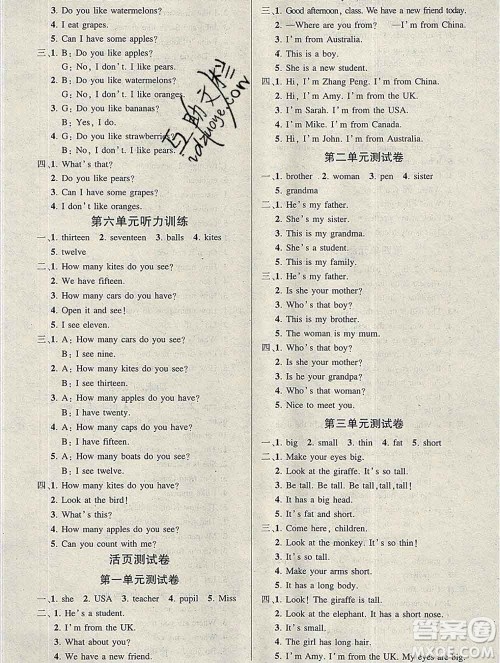 3. Do you like watermelons?
4. Do you like oranges?
5. Can I have some apples?
三、1. B: Do you like apples?
G: No, I don't. I like pears.
2. B: Do you like watermelons?
G: No, I don't. I like oranges.
3. G: Do you like bananas?
B: Yes, I do.
4. G: Do you like strawberries?
B: No, I don't. I like pears.
四、1. What's that?
2. Do you like pears?
3. Can I have some grapes?
4. I don't like oranges.
第六单元听力训练
一、1. thirteen 2. seventeen 3. balls 4. kites
5. twelve
二、1. How many kites do you see?
2. We have fifteen.
3. How many cars do you have?
4. Open it and see!
5. I see eleven.
三、1. A: How many cars do you see?
B: I see nine.
2. A: How many kites do you see?
B: I see thirteen.
3. A: How many apples do you have?
B: I have twenty.
4. A: How many caps do you have?
B: I have fifteen.
5. A: How many boats do you see?
B: I see nineteen.
四、1. How many kites do you have?
2. Look at the bird!
3. What's this?
4. How many apples do you have?
5. Can you count with me?
活页测试卷
第一单元测试卷
一、1. she 2. USA 3. teacher 4. pupil 5. Miss
二、1. He's a student.
2. I'm from the UK.
3. What about you?
4. We have a new friend.
三、1. Good afternoon, class. We have a new friend today.
2. —Where are you from? —I'm from China.
3. I'm from Australia.
4. This is a boy.
5. She is a student.
四、1. Hi, I'm Zhang Peng. I'm from China.
2. Hi, I'm Amy. I'm from the UK.
3. I'm Sarah. I'm from the USA.
4. I'm Mike. I'm from Canada.
5. Hi, I'm John. I'm from Australia.
第二单元测试卷
一、1. brother 2. woman 3. pen 4. sister
5. grandma
二、1. He's my father.
2. She's my sister.
3. This is a new student.
4. This is my grandmother.
5. This is my family.
三、1. He's my father.
2. Is she your mother?
3. Who's that boy?
4. This is my brother.
5. The woman is my mum.
四、1. Who's that boy?
2. Is she your mother?
3. Is he your grandpa?
4. Who's that woman?
5. Nice to meet you.
第三单元测试卷
一、1. big 2. small 3. thin 4. fat 5. short
二、1. Make your eyes big.
2. Look at the giraffe. It's so tall.
3. Be tall! Be tall!
4. It has a big head.
5. It's fat and short.
三、1. Come here, children.
2. Look at the monkey. It's thin.
3. Wow! It's so tall!
4. Make your arms short.
5. It's so big!
四、1. Look! The giraffe is tall.
2. Look at the elephant. It has a short nose.
3. It's small.
4. The girl has long hair.
5. I'm Amy. I'm from the UK. My eyes are big.